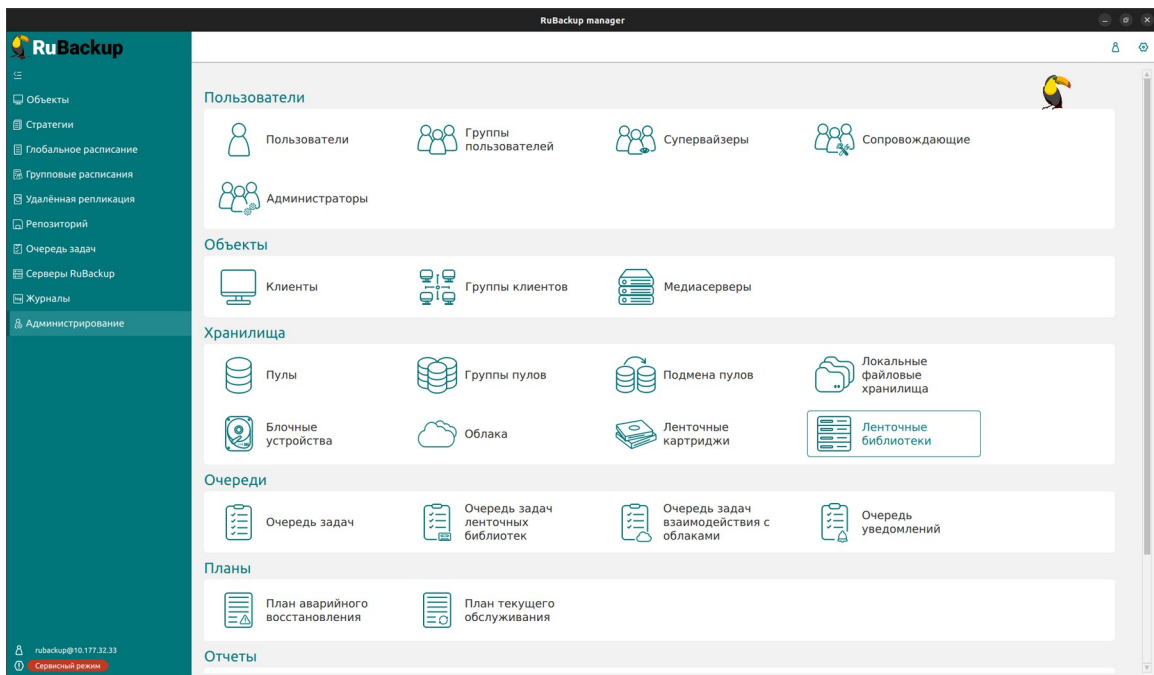 RuBackup manager
RuBackup
Объекты
Стратегии
Глобальное расписание
Групповые расписания
Удалённая репликация
Репозиторий
Очередь задач
Серверы RuBackup
Журналы
Администрирование
rubackup@10.177.32.33
Сервисный режим
Пользователи
Пользователи
Группы
пользователей
Супервайзеры
Сопровождающие
Администраторы
Объекты
Клиенты
Группы клиентов
Медиасерверы
Хранилища
Пулы
Группы пулов
Подмена пулов
Локальные
файловые
хранилища
Блочные
устройства
Облака
Ленточные
картриджи
Ленточные
библиотеки
Очереди
Очередь задач
Очередь задач
ленточных
библиотек
Очередь задач
взаимодействия с
облаками
Очередь
уведомлений
Планы
План аварийного
восстановления
План текущего
обслуживания
Отчеты